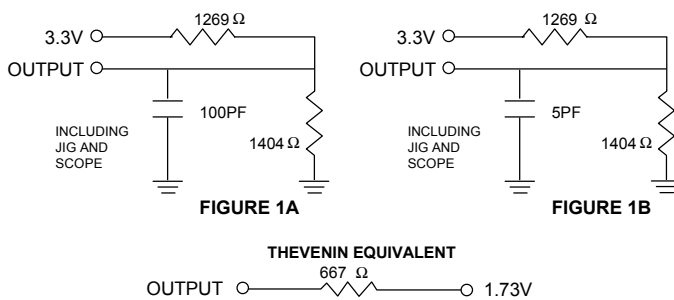 1269 Ω
3.3V
OUTPUT
100PF
INCLUDING
JIG AND
SCOPE
1404 Ω
FIGURE 1A
1269 Ω
3.3V
OUTPUT
5PF
INCLUDING
JIG AND
SCOPE
1404 Ω
FIGURE 1B
THEVENIN EQUIVALENT
667 Ω
OUTPUT 1.73V